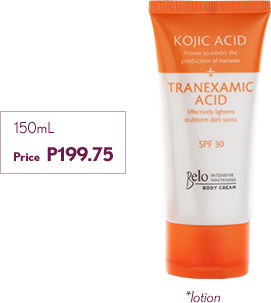 150mL
Price P199.75
KOJIC ACID
Proven to inhibit the
production of melanin
+
TRANEXAMIC
ACID
Effectively lightens
stubborn dark spots
SPF 30
Belo INTENSIVE
WHITENING
BODY CREAM
*lotion